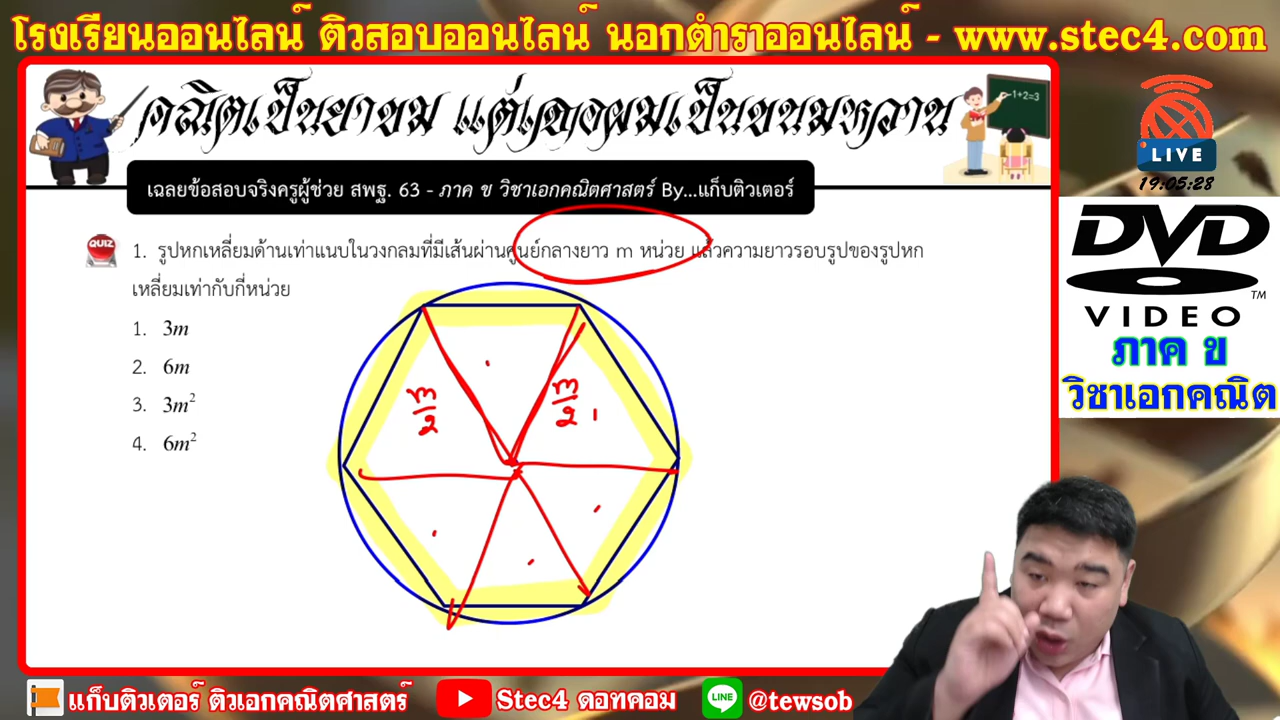 โรงเรียนออนไลน์ ติวสอบออนไลน์ นอกตำราออนไลน์ - www.stec4.com
คณิตเป็นยาขม แต่เธอผมเป็นขนมหวาน
1+2=3
LIVE
19:05:28
เฉลยข้อสอบจริงครูผู้ช่วย สพฐ. 63 - ภาค ข วิชาเอกคณิตศาสตร์ By...แก็บติวเตอร์
QUIZ
1. รูปหกเหลี่ยมด้านเท่าแนบในวงกลมที่มีเส้นผ่านศูนย์กลางยาว m หน่วย แล้วความยาวรอบรูปของรูปหก
เหลี่ยมเท่ากับกี่หน่วย
1. 3m
2. 6m
3. 3m²
4. 6m²
m/2
m/2
DVD
VIDEO™
ภาค ข
วิชาเอกคณิต
แก็บติวเตอร์ ติวเอกคณิตศาสตร์
Stec4 ดอทคอม
LINE
@tewsob